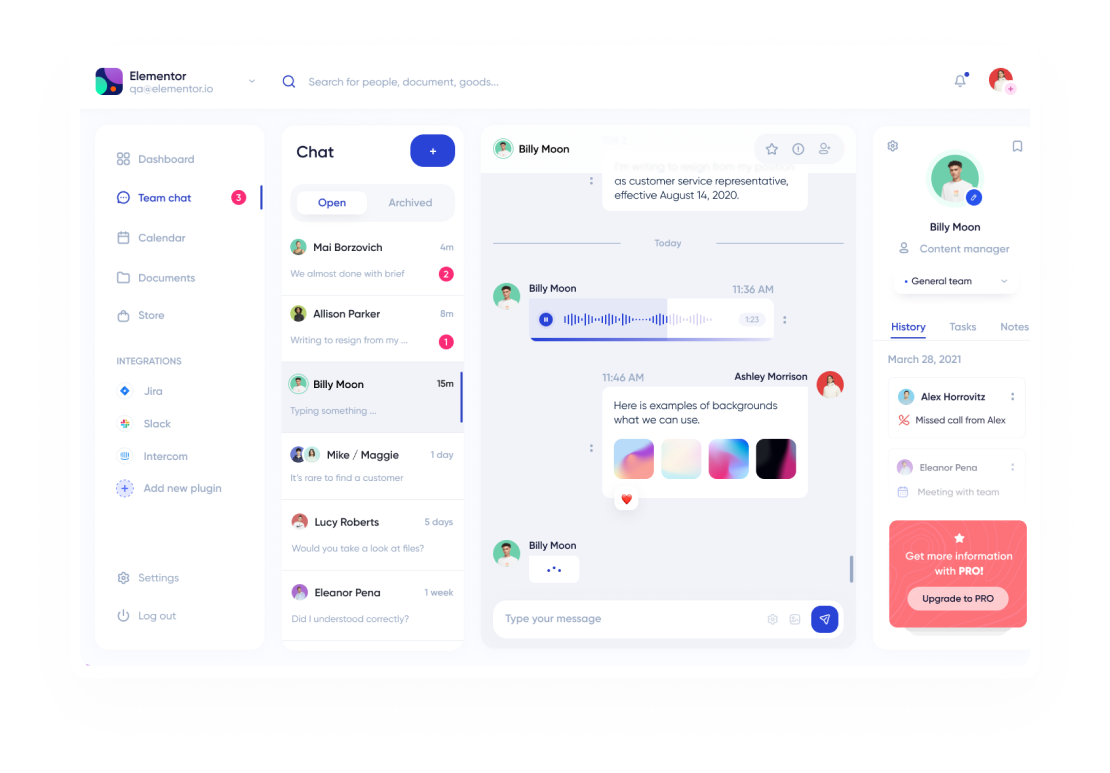 Elementor
qa@elementor.io
Search for people, document, goods...
Dashboard
Team chat
3
Calendar
Documents
Store
INTEGRATIONS
Jira
Slack
Intercom
Add new plugin
Settings
Log out
Chat
+
Open
Archived
Mai Borzovich
4m
We almost done with brief
2
Allison Parker
8m
Writing to resign from my ...
1
Billy Moon
15m
Typing something ...
Mike / Maggie
1 day
It's rare to find a customer
Lucy Roberts
5 days
Would you take a look at files?
Eleanor Pena
1 week
Did I understood correctly?
Billy Moon
I'm writing to resign from my
as customer service representative,
effective August 14, 2020.
Today
Billy Moon
11:36 AM
1:23
11:46 AM
Ashley Morrison
Here is examples of backgrounds
what we can use.
Billy Moon
Type your message
Billy Moon
Content manager
General team
History
Tasks
Notes
March 28, 2021
Alex Horrovitz
Missed call from Alex
Eleanor Pena
Meeting with team
Get more information
with PRO!
Upgrade to PRO